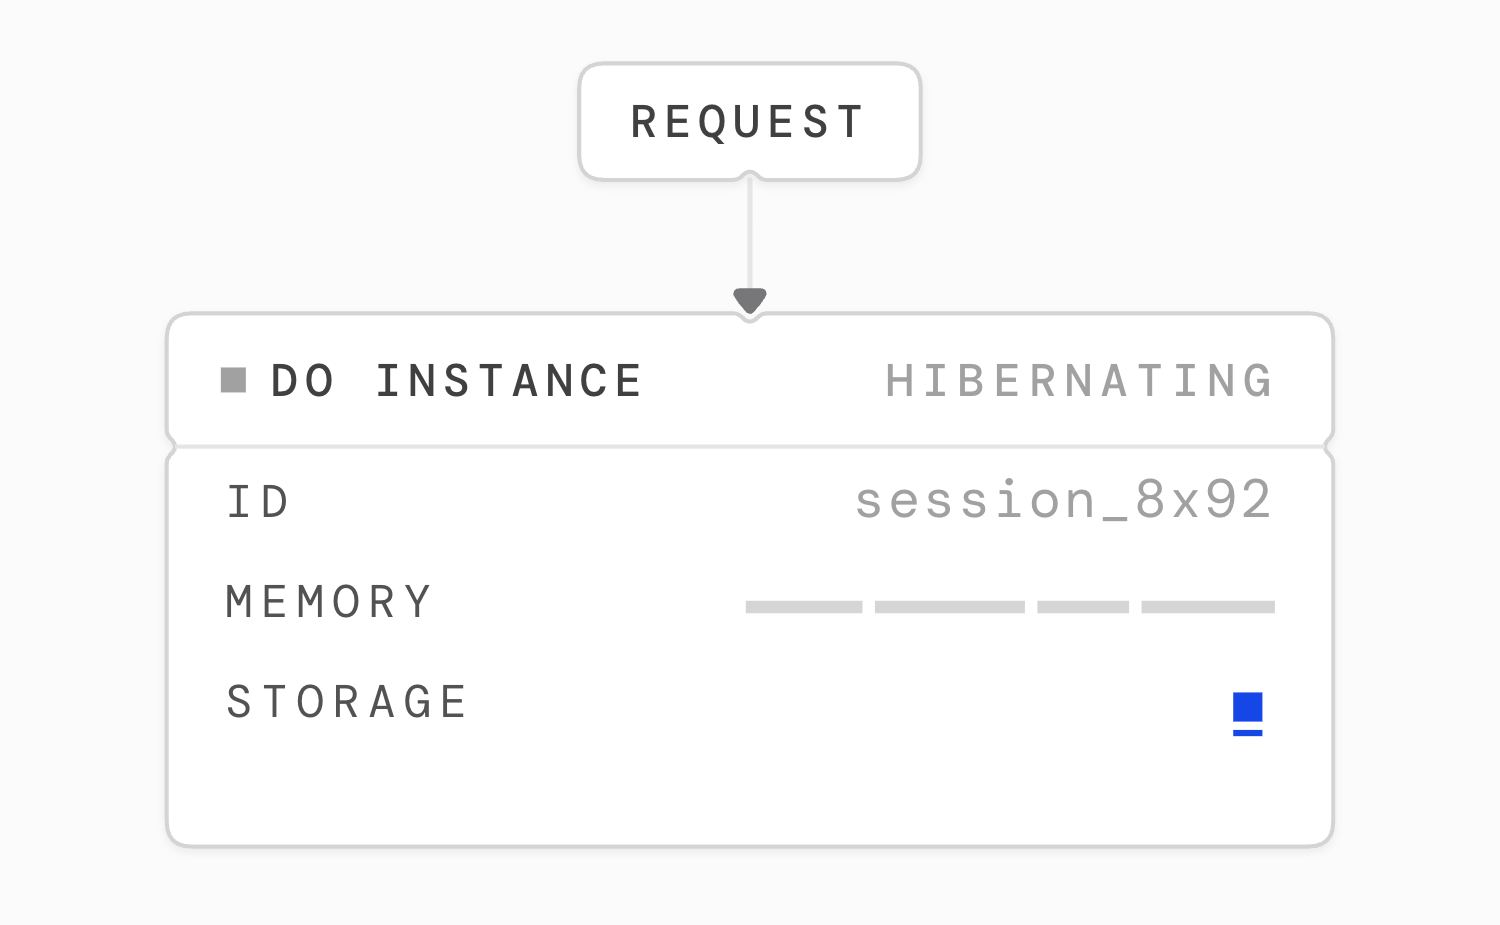 REQUEST
DO INSTANCE HIBERNATING
ID session_8x92
MEMORY
STORAGE